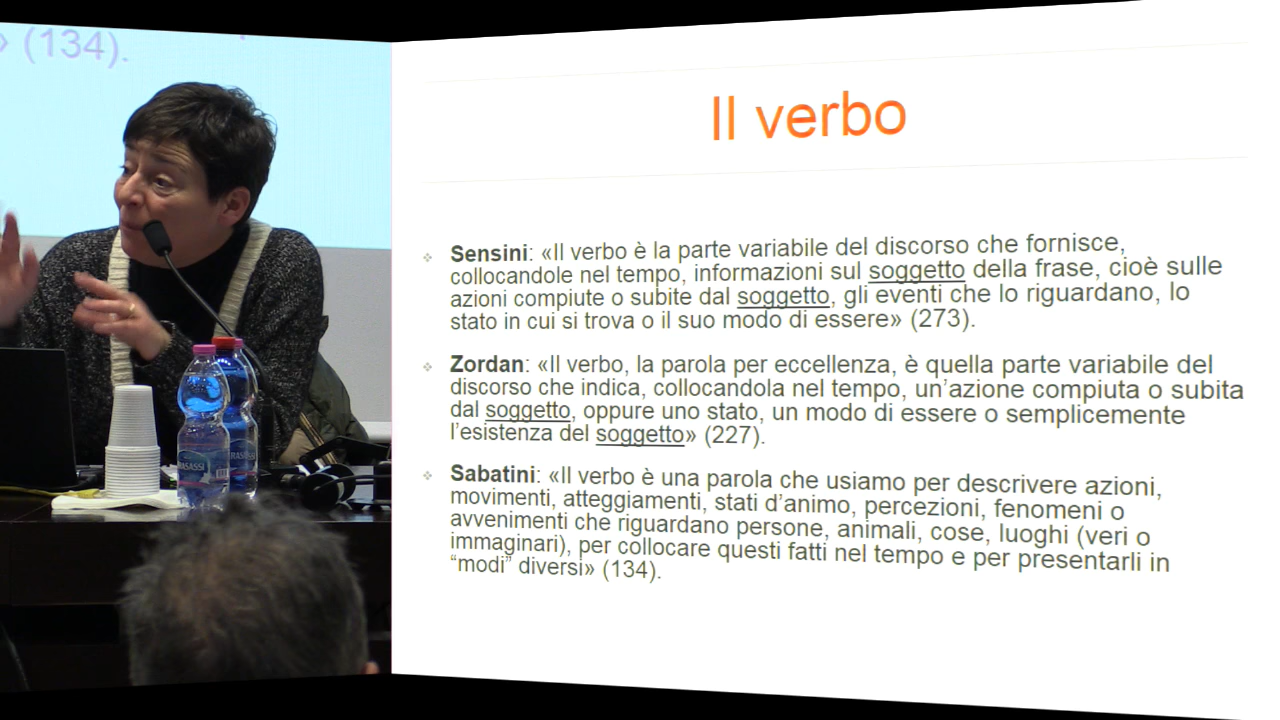 » (134).
Il verbo
Sensini: «Il verbo è la parte variabile del discorso che fornisce,
collocandole nel tempo, informazioni sul soggetto della frase, cioè sulle
azioni compiute o subite dal soggetto, gli eventi che lo riguardano, lo
stato in cui si trova o il suo modo di essere» (273).
Zordan: «Il verbo, la parola per eccellenza, è quella parte variabile del
discorso che indica, collocandola nel tempo, un’azione compiuta o subita
dal soggetto, oppure uno stato, un modo di essere o semplicemente
l’esistenza del soggetto» (227).
Sabatini: «Il verbo è una parola che usiamo per descrivere azioni,
movimenti, atteggiamenti, stati d’animo, percezioni, fenomeni o
avvenimenti che riguardano persone, animali, cose, luoghi (veri o
immaginari), per collocare questi fatti nel tempo e per presentarli in
“modi” diversi» (134).